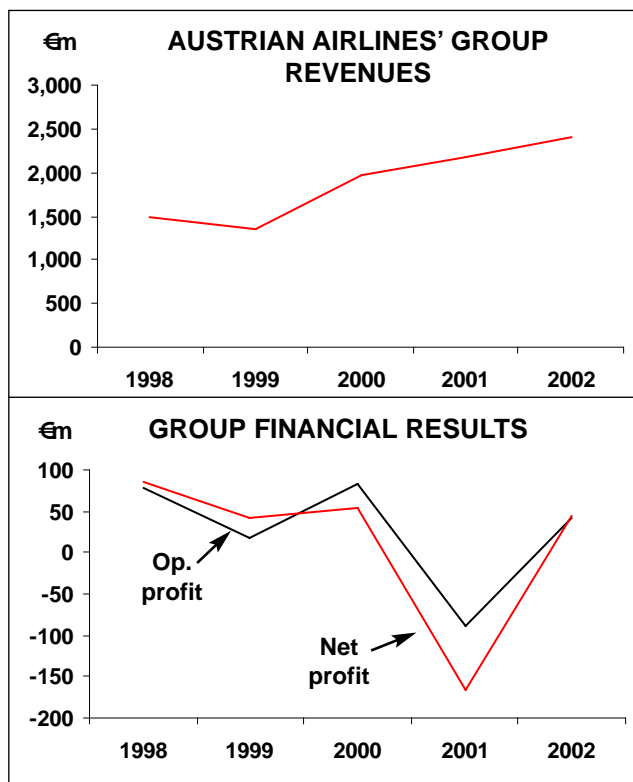 €m
AUSTRIAN AIRLINES’ GROUP
REVENUES
3,000
2,500
2,000
1,500
1,000
500
0
1998 1999 2000 2001 2002
€m
GROUP FINANCIAL RESULTS
100
50
0
-50
-100
-150
-200
Op.
profit
Net
profit
1998 1999 2000 2001 2002